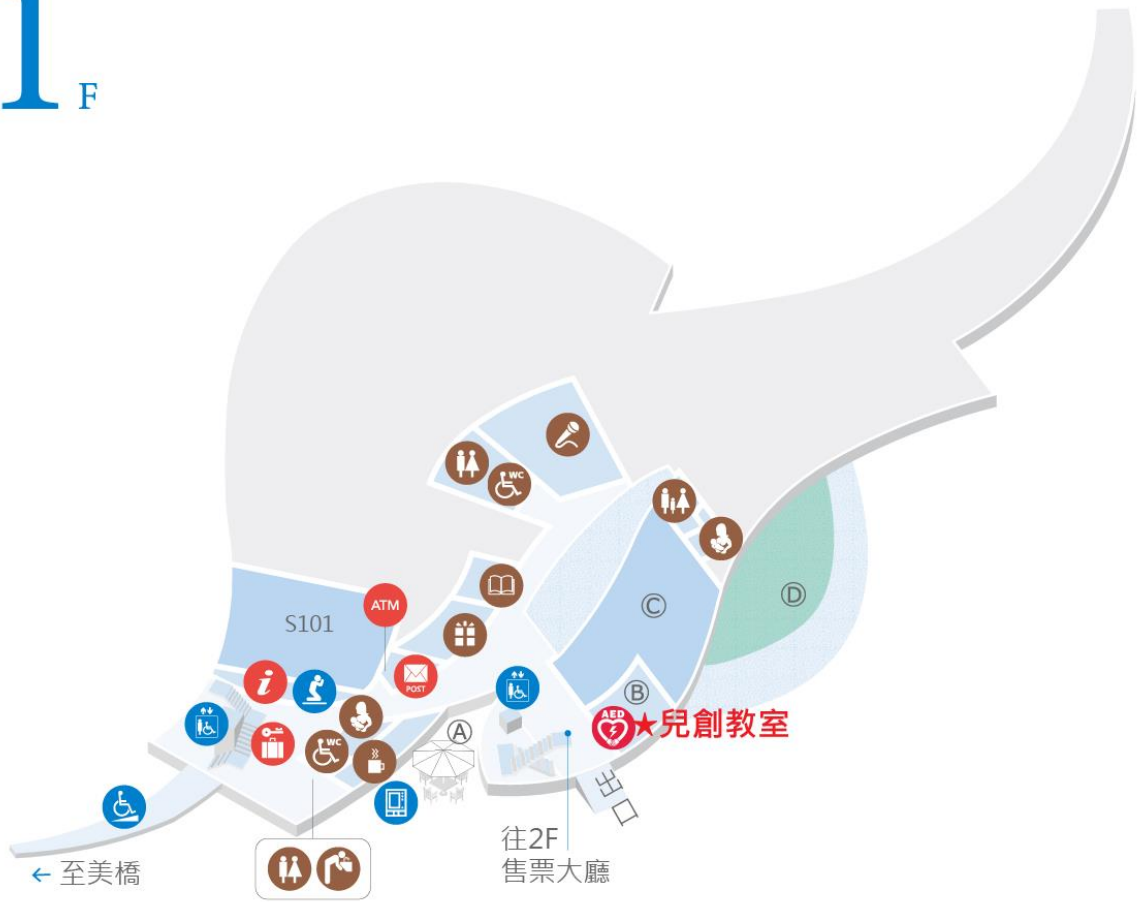 1F
WC
S101
ATM
POST
i
WC
Ⓐ
Ⓑ
Ⓒ
Ⓓ
AED
★兒創教室
出口
往2F
售票大廳
← 至美橋